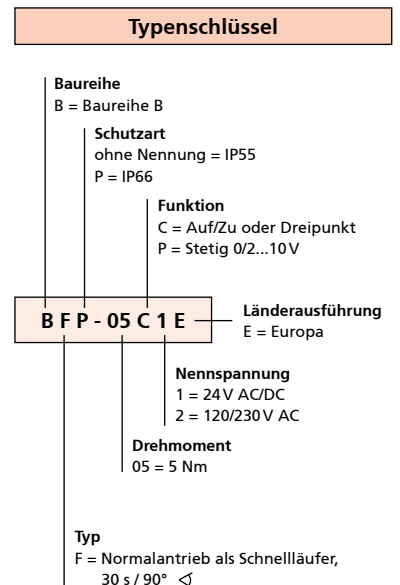 Typenschlüssel
Baureihe
B = Baureihe B
Schutzart
ohne Nennung = IP55
P = IP66
Funktion
C = Auf/Zu oder Dreipunkt
P = Stetig 0/2...10 V
B F P - 05 C 1 E
Länderausführung
E = Europa
Nennspannung
1 = 24 V AC/DC
2 = 120/230 V AC
Drehmoment
05 = 5 Nm
Typ
F = Normalantrieb als Schnellläufer,
30 s / 90° ∢